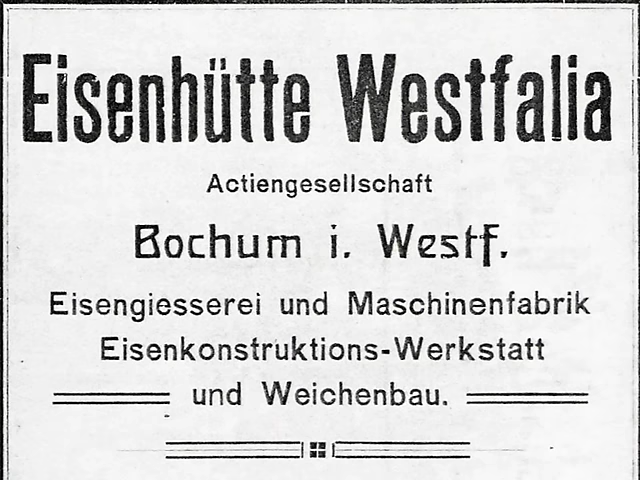 Eisenhütte Westfalia
Actiengesellschaft
Bochum i. Westf.
Eisengiesserei und Maschinenfabrik
Eisenkonstruktions-Werkstatt
und Weichenbau.